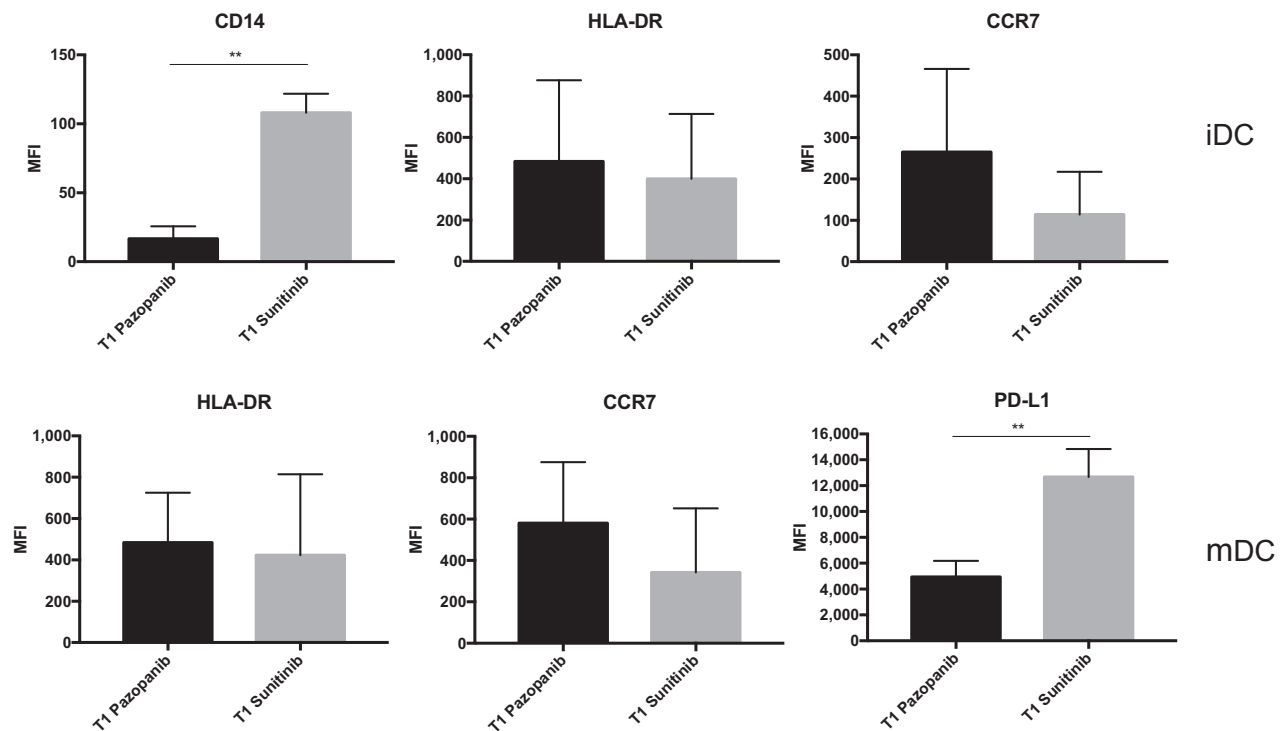 CD14
**
150
100
50
0
MFI
T1 Pazopanib
T1 Sunitinib
HLA-DR
1,000
800
600
400
200
0
MFI
T1 Pazopanib
T1 Sunitinib
CCR7
500
400
300
200
100
0
MFI
T1 Pazopanib
T1 Sunitinib
iDC
HLA-DR
1,000
800
600
400
200
0
MFI
T1 Pazopanib
T1 Sunitinib
CCR7
1,000
800
600
400
200
0
MFI
T1 Pazopanib
T1 Sunitinib
PD-L1
**
16,000
14,000
12,000
10,000
8,000
6,000
4,000
2,000
0
MFI
T1 Pazopanib
T1 Sunitinib
mDC